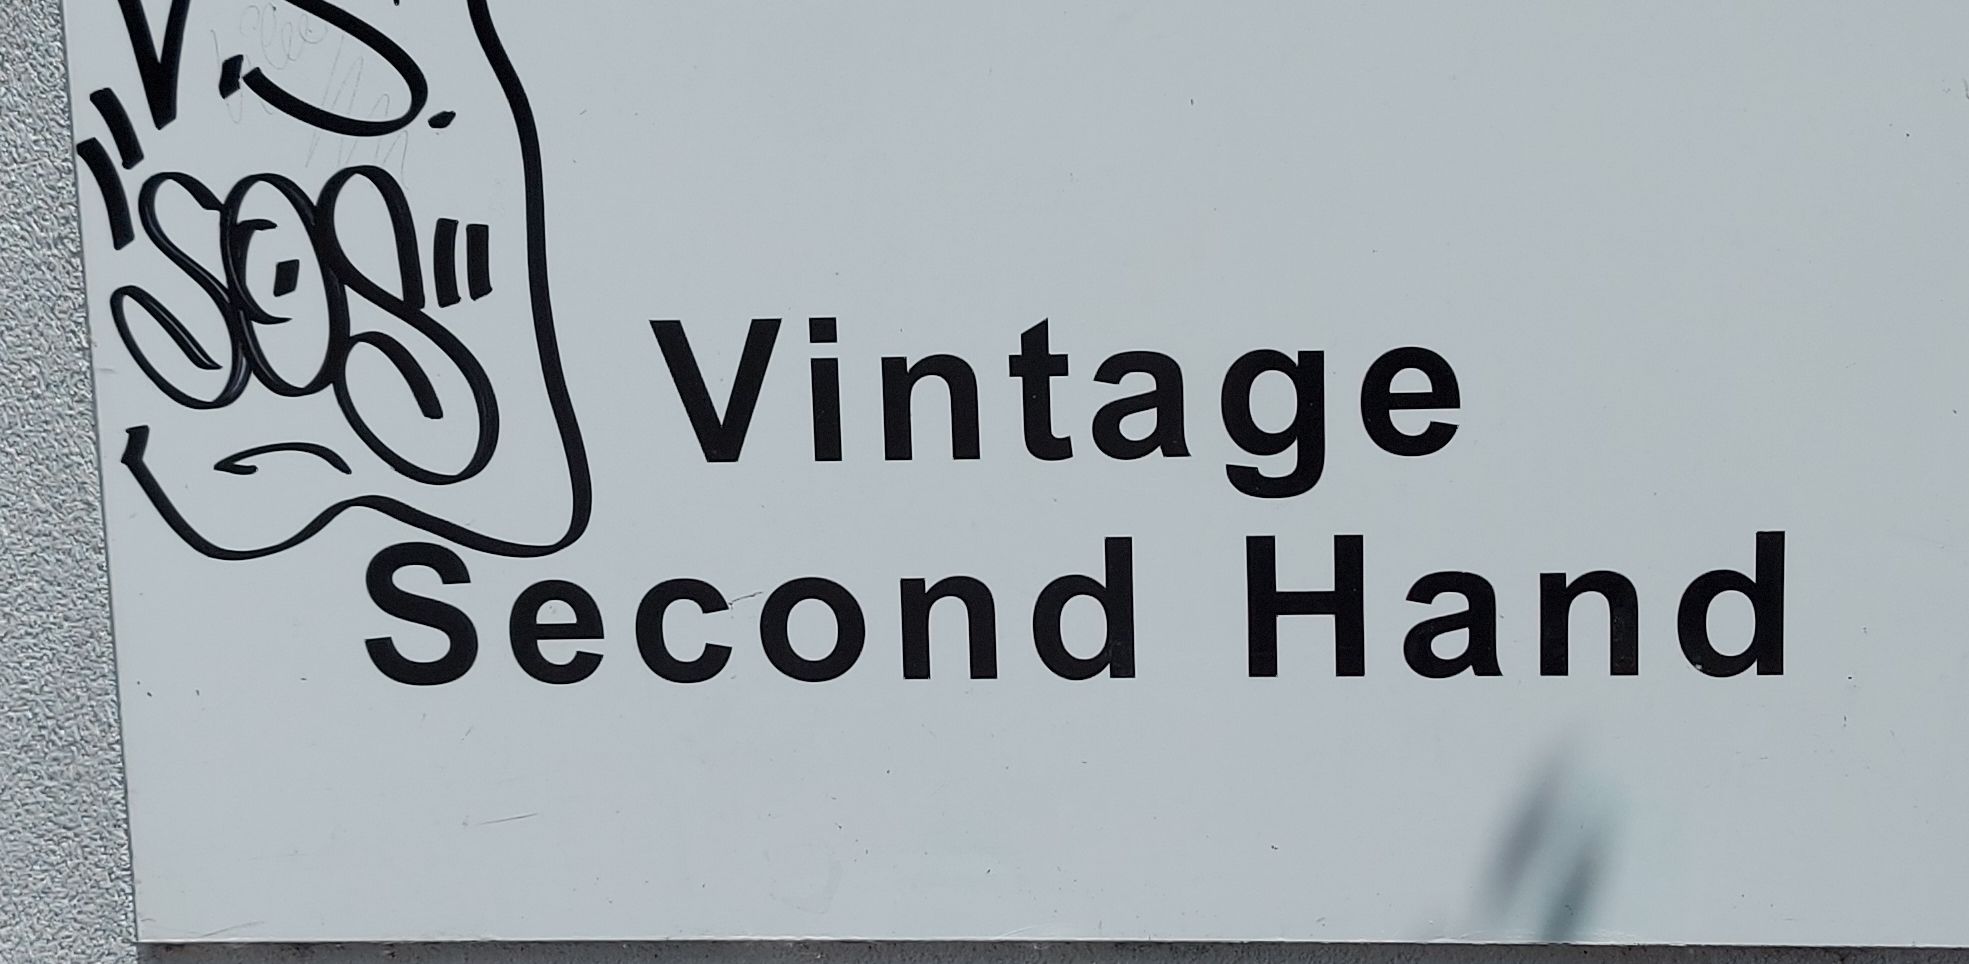 V.S.
"SOS"
Vintage
Second Hand